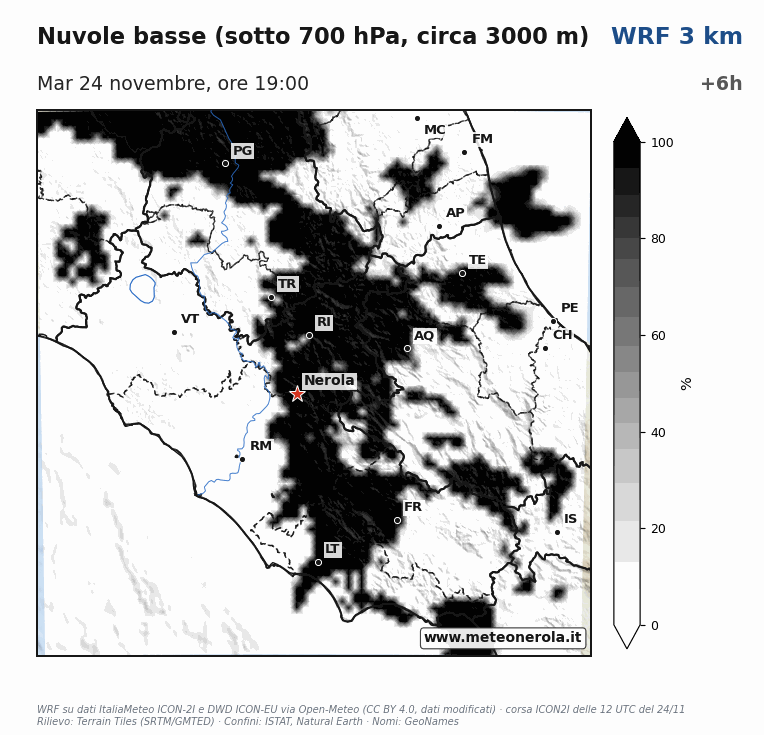 Nuvole basse (sotto 700 hPa, circa 3000 m) WRF 3 km
Mar 24 novembre, ore 19:00 +6h
MC
FM
PG
AP
TE
TR
PE
VT
RI
AQ
CH
Nerola
RM
FR
IS
LT
www.meteonerola.it
100
80
60
40
20
0
%
WRF su dati ItaliaMeteo ICON-2I e DWD ICON-EU via Open-Meteo (CC BY 4.0, dati modificati) · corsa ICON2I delle 12 UTC del 24/11
Rilievo: Terrain Tiles (SRTM/GMTED) · Confini: ISTAT, Natural Earth · Nomi: GeoNames